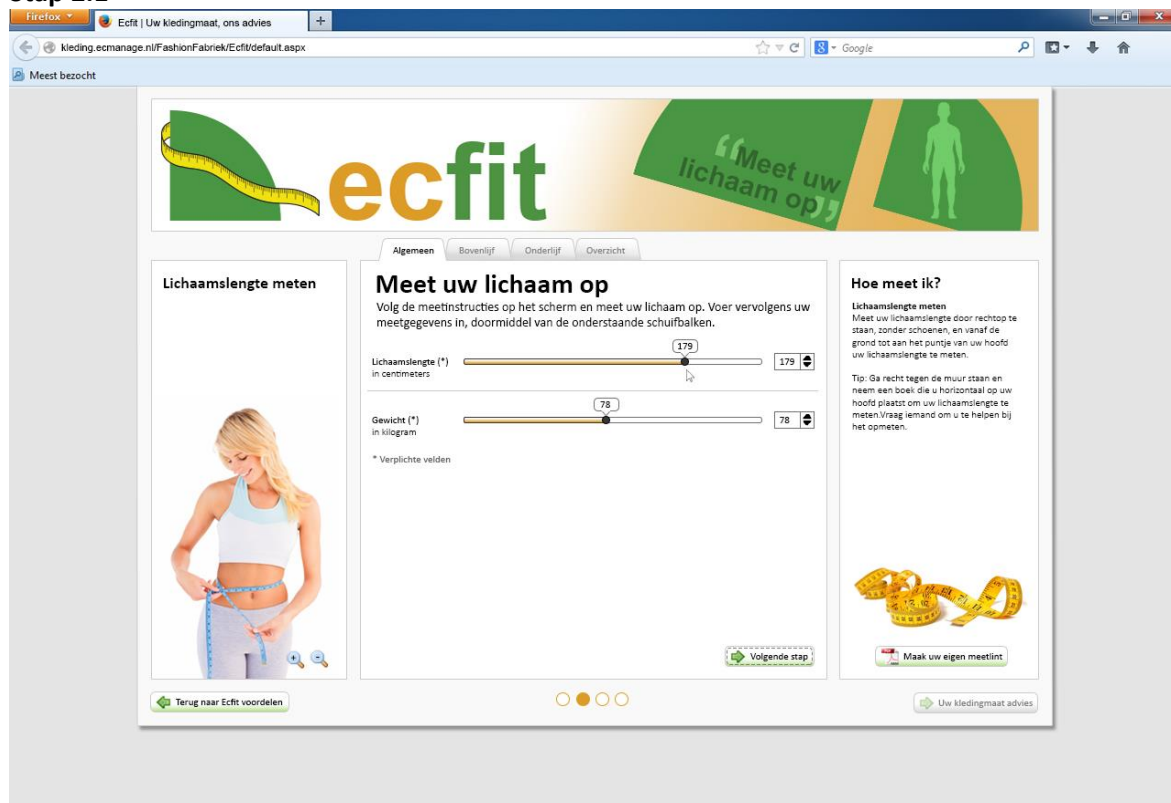 Firefox
Ecfit | Uw kledingmaat, ons advies
+
kleding.ecmanage.nl/FashionFabriek/Ecfit/default.aspx
8 Google
Meest bezocht
ecfit
“Meet uw
lichaam op”
Algemeen Bovenlijf Onderlijf Overzicht
Lichaamslengte meten
Meet uw lichaam op
Volg de meetinstructies op het scherm en meet uw lichaam op. Voer vervolgens uw
meetgegevens in, doormiddel van de onderstaande schuifbalken.
179
Lichaamslengte (*) 179
in centimeters
78
Gewicht (*) 78
in kilogram
* Verplichte velden
Volgende stap
Hoe meet ik?
Lichaamslengte meten
Meet uw lichaamslengte door rechtop te
staan, zonder schoenen, en vanaf de
grond tot aan het puntje van uw hoofd
uw lichaamslengte te meten.
Tip: Ga recht tegen de muur staan en
neem een boek die u horizontaal op uw
hoofd plaatst om uw lichaamslengte te
meten.Vraag iemand om u te helpen bij
het opmeten.
Maak uw eigen meetlint
Terug naar Ecfit voordelen
Uw kledingmaat advies